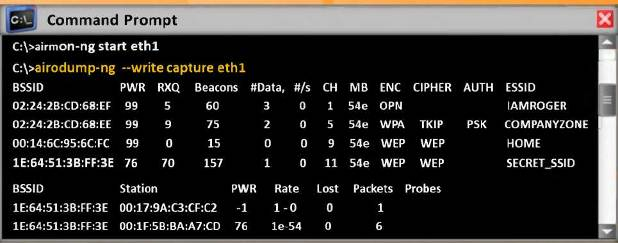 C:\ Command Prompt
C:\>airmon-ng start eth1
C:\>airodump-ng --write capture eth1
BSSID PWR RXQ Beacons #Data, #/s CH MB ENC CIPHER AUTH ESSID
02:24:2B:CD:68:EF 99 5 60 3 0 1 54e OPN IAMROGER
02:24:2B:CD:68:EE 99 9 75 2 0 5 54e WPA TKIP PSK COMPANYZONE
00:14:6C:95:6C:FC 99 0 15 0 0 9 54e WEP WEP HOME
1E:64:51:3B:FF:3E 76 70 157 1 0 11 54e WEP WEP SECRET_SSID
BSSID Station PWR Rate Lost Packets Probes
1E:64:51:3B:FF:3E 00:17:9A:C3:CF:C2 -1 1-0 0 1
1E:64:51:3B:FF:3E 00:1F:5B:BA:A7:CD 76 1e-54 0 6